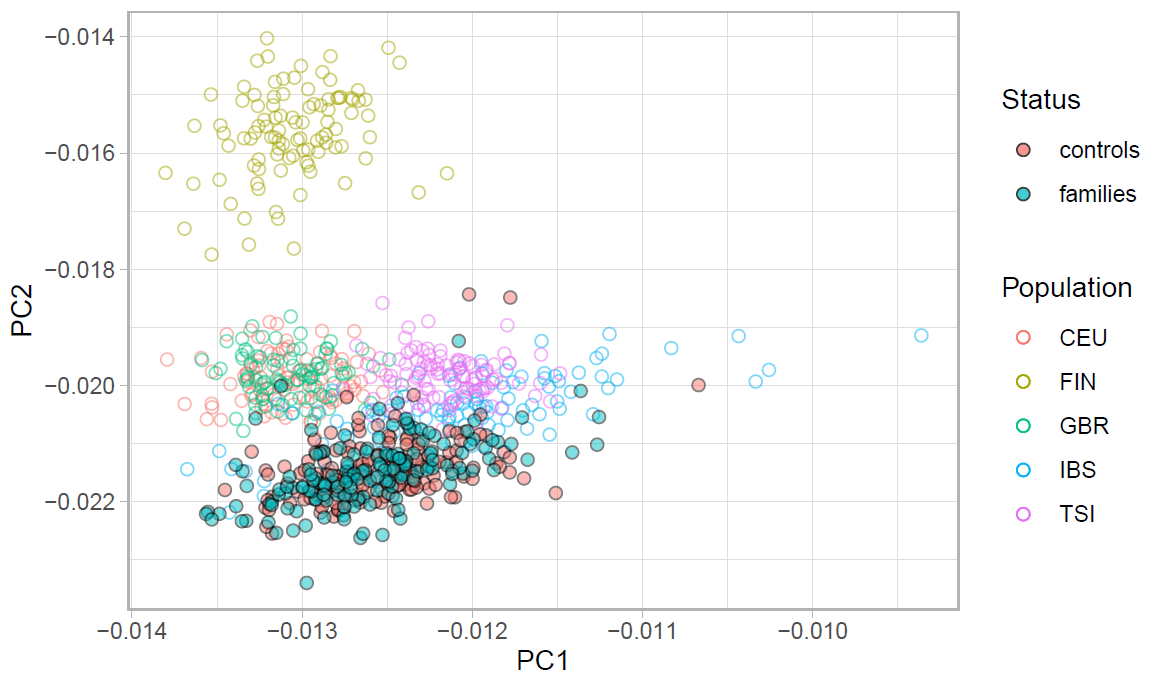 −0.014
−0.016
−0.018
−0.020
−0.022
PC2
−0.014
−0.013
−0.012
−0.011
−0.010
PC1
Status
controls
families
Population
CEU
FIN
GBR
IBS
TSI